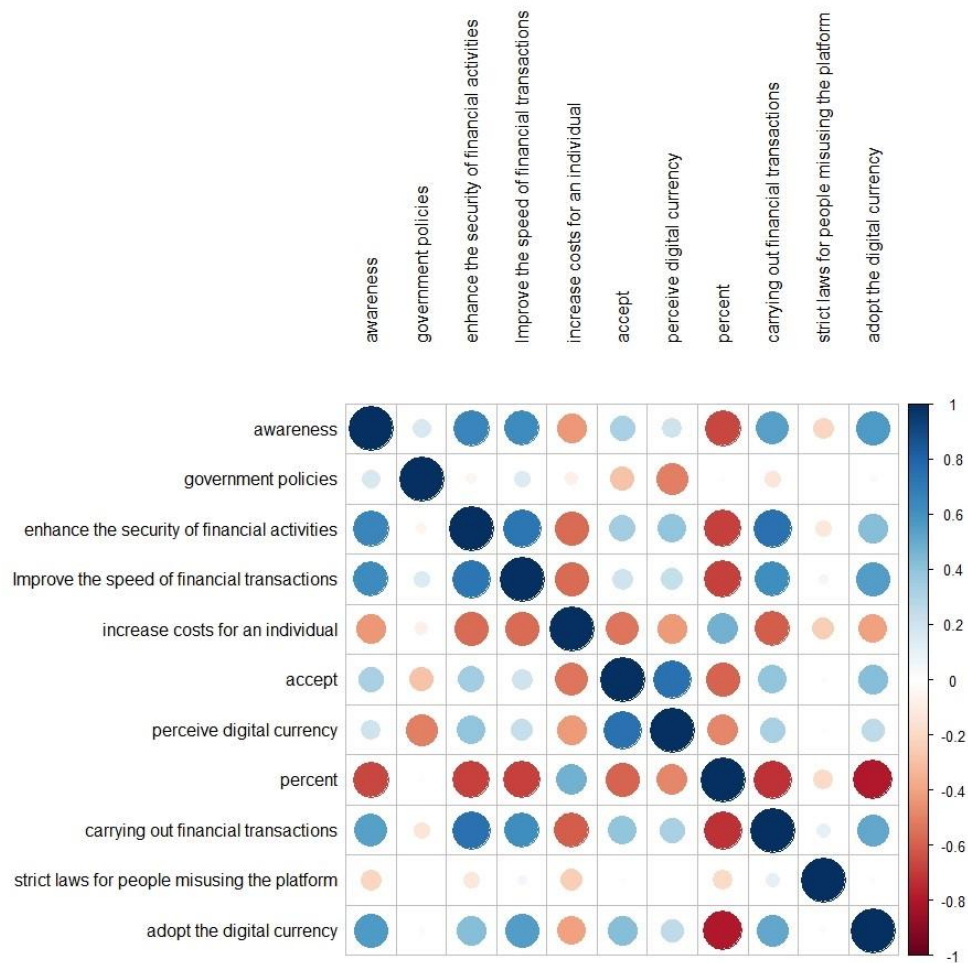 awareness
government policies
enhance the security of financial activities
Improve the speed of financial transactions
increase costs for an individual
accept
perceive digital currency
percent
carrying out financial transactions
strict laws for people misusing the platform
adopt the digital currency
awareness
government policies
enhance the security of financial activities
Improve the speed of financial transactions
increase costs for an individual
accept
perceive digital currency
percent
carrying out financial transactions
strict laws for people misusing the platform
adopt the digital currency
1
0.8
0.6
0.4
0.2
0
-0.2
-0.4
-0.6
-0.8
-1